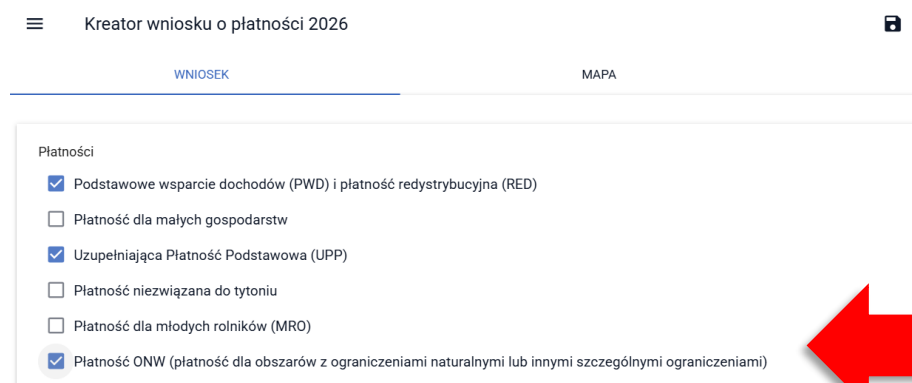 Kreator wniosku o płatności 2026
WNIOSEK
MAPA
Płatności
Podstawowe wsparcie dochodów (PWD) i płatność redystrybucyjna (RED)
Płatność dla małych gospodarstw
Uzupełniająca Płatność Podstawowa (UPP)
Płatność niezwiązana do tytoniu
Płatność dla młodych rolników (MRO)
Płatność ONW (płatność dla obszarów z ograniczeniami naturalnymi lub innymi szczególnymi ograniczeniami)